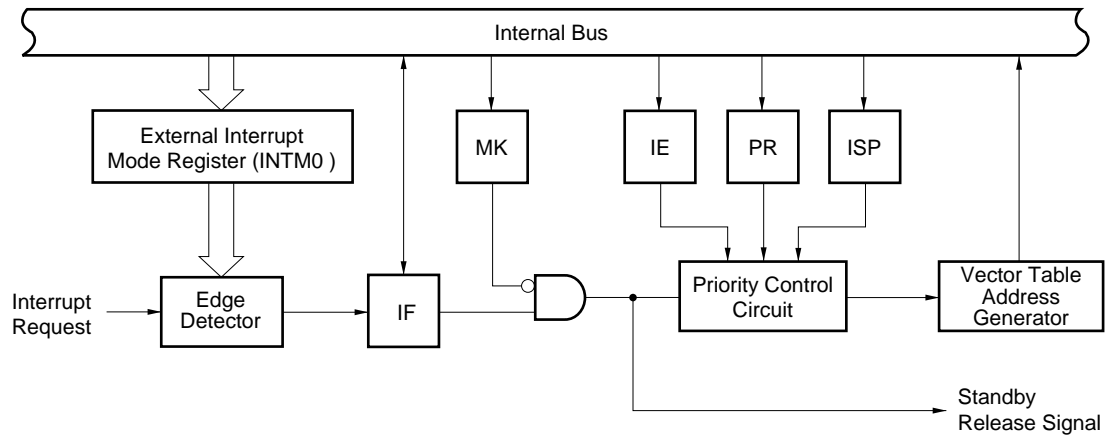 Internal Bus
External Interrupt
Mode Register (INTM0 )
MK
IE
PR
ISP
Interrupt
Request
Edge
Detector
IF
Priority Control
Circuit
Vector Table
Address
Generator
Standby
Release Signal